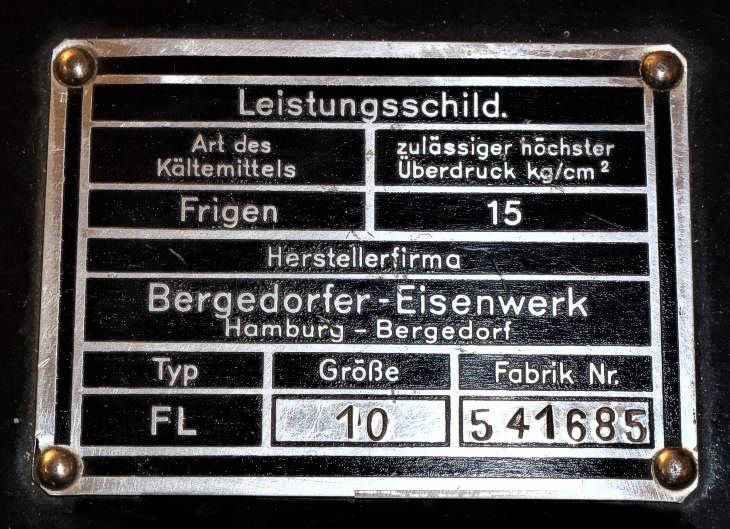 Leistungsschild.
Art des
Kältemittels
zulässiger höchster
Überdruck kg/cm²
Frigen
15
Herstellerfirma
Bergedorfer-Eisenwerk
Hamburg – Bergedorf
Typ
Größe
Fabrik Nr.
FL
10
541685